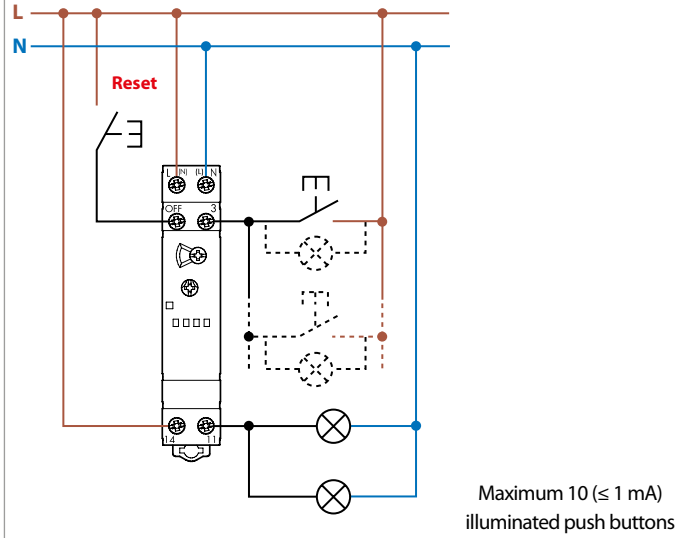 L
N
Reset
L (N) (L) N
OFF 3
14 11
Maximum 10 (≤ 1 mA)
illuminated push buttons